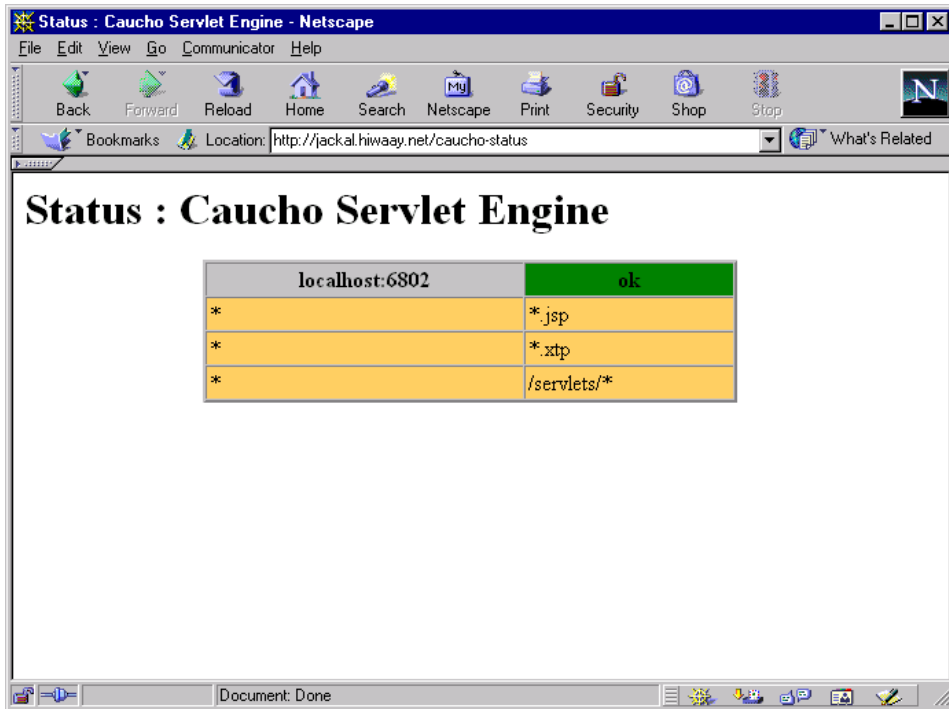 Status : Caucho Servlet Engine - Netscape
File Edit View Go Communicator Help
Back Forward Reload Home Search Netscape Print Security Shop Stop
My
N
Bookmarks Location: http://jackal.hiwaay.net/caucho-status What's Related
Status : Caucho Servlet Engine
localhost:6802 ok
* *.jsp
* *.xtp
* /servlets/*
Document: Done